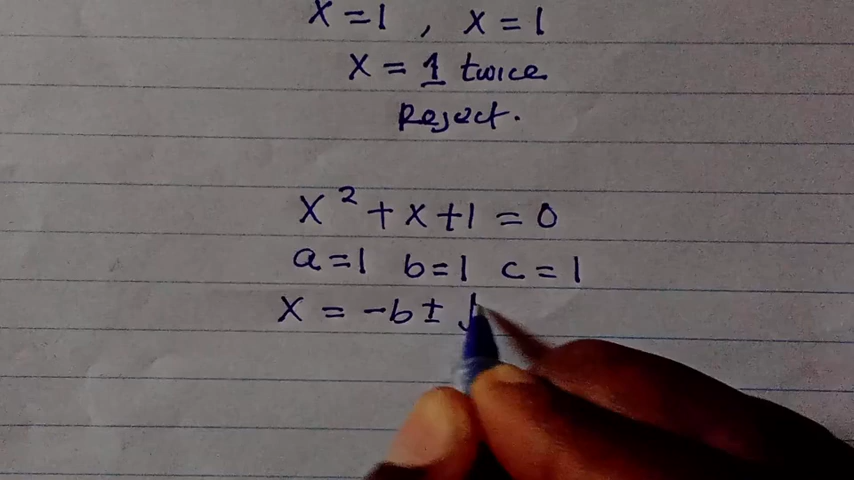 x = 1 , x = 1
x = 1 twice
Reject.
x² + x + 1 = 0
a = 1 b = 1 c = 1
x = -b ± √